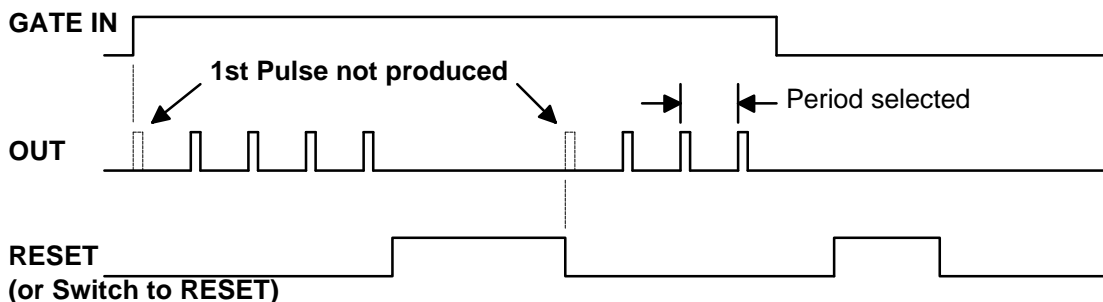 GATE IN
1st Pulse not produced
Period selected
OUT
RESET
(or Switch to RESET)